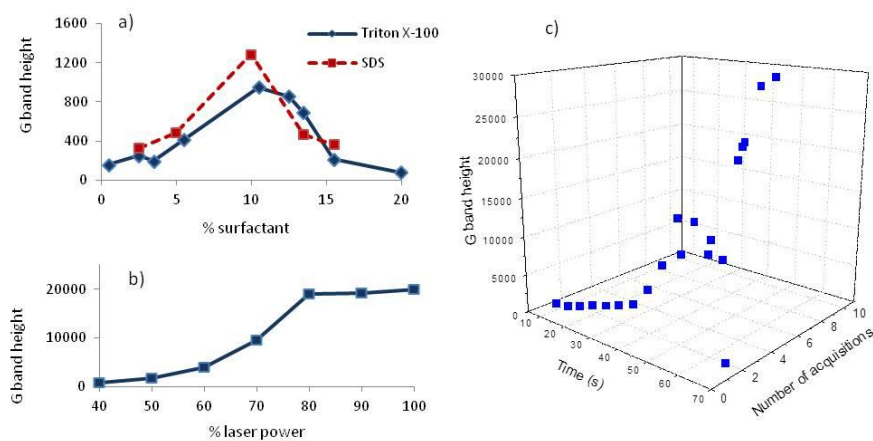 a)
1600
1200
800
400
0
G band height
0 5 10 15 20
% surfactant
Triton X-100
SDS
b)
20000
10000
0
G band height
40 50 60 70 80 90 100
% laser power
c)
30000
25000
20000
15000
10000
5000
0
G band height
10 20 30 40 50 60 70
Time (s)
0 2 4 6 8 10
Number of acquisitions